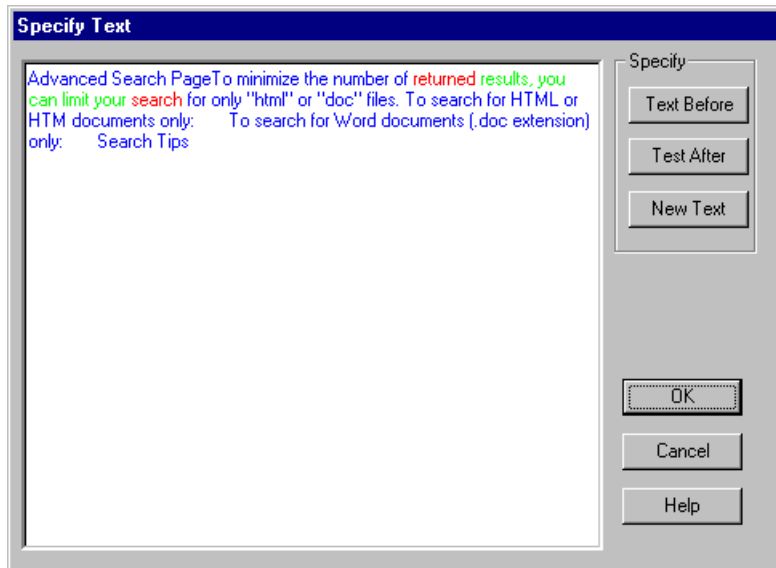 Specify Text
Advanced Search PageTo minimize the number of returned results, you
can limit your search for only "html" or "doc" files. To search for HTML or
HTM documents only:      To search for Word documents (.doc extension)
only:      Search Tips
Specify
Text Before
Test After
New Text
OK
Cancel
Help